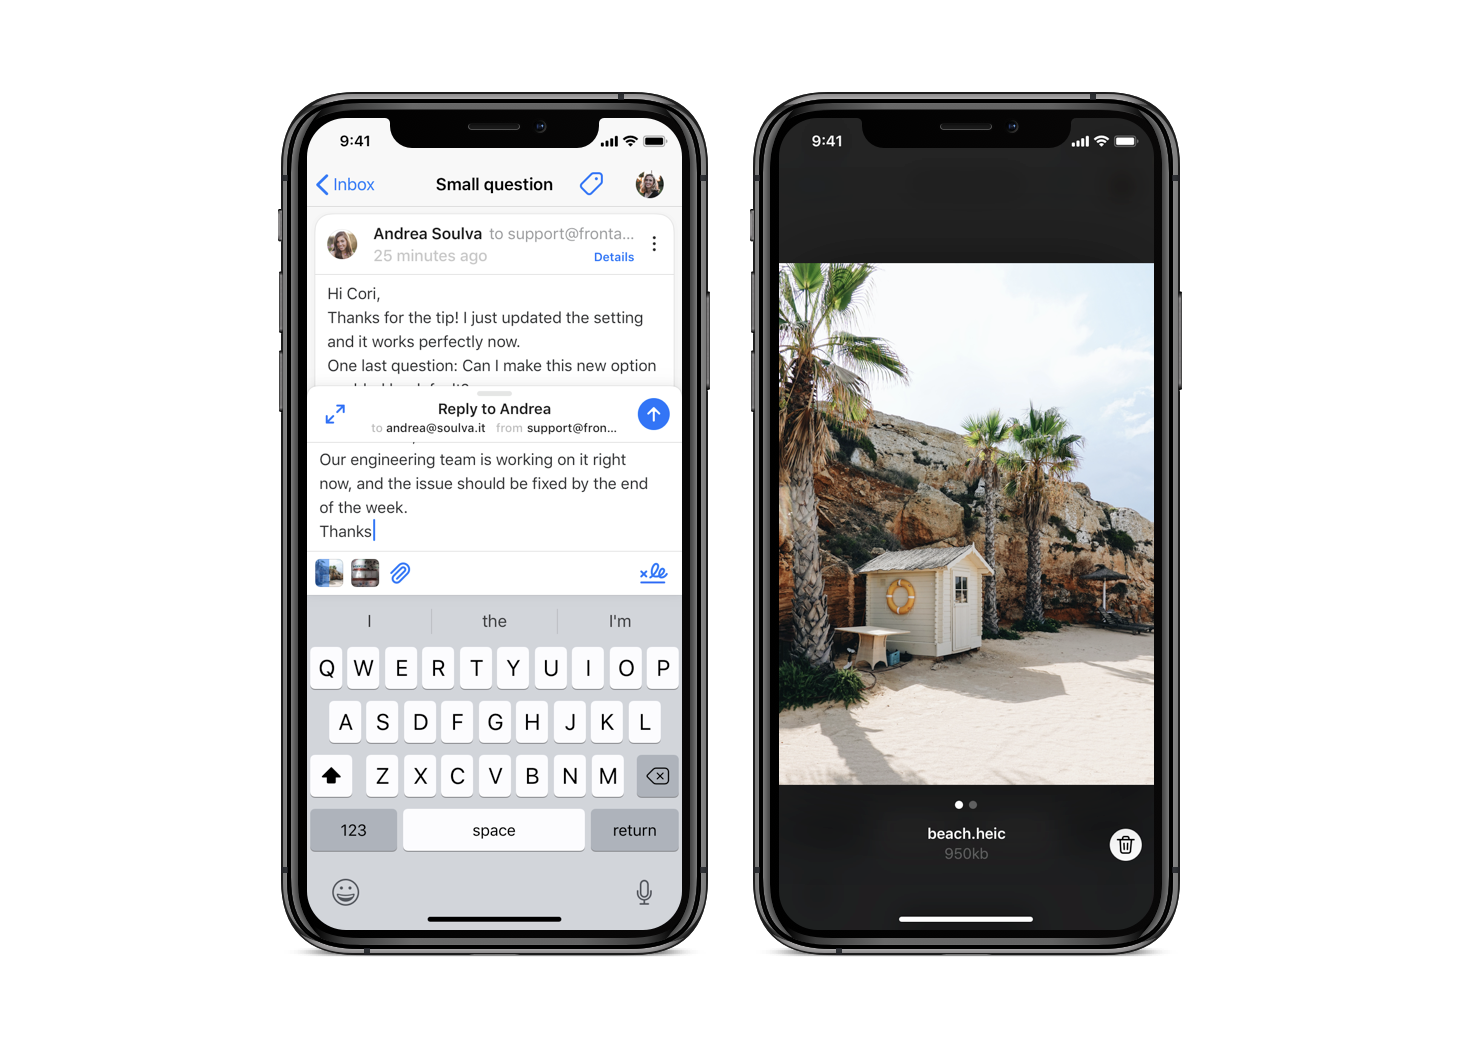 9:41
Inbox
Small question
Andrea Soulva to support@fronta...
25 minutes ago
Details
Hi Cori,
Thanks for the tip! I just updated the setting
and it works perfectly now.
One last question: Can I make this new option
Reply to Andrea
to andrea@soulva.it from support@fron...
Our engineering team is working on it right
now, and the issue should be fixed by the end
of the week.
Thanks
I the I'm
Q W E R T Y U I O P
A S D F G H J K L
Z X C V B N M
123 space return
9:41
beach.heic
950kb